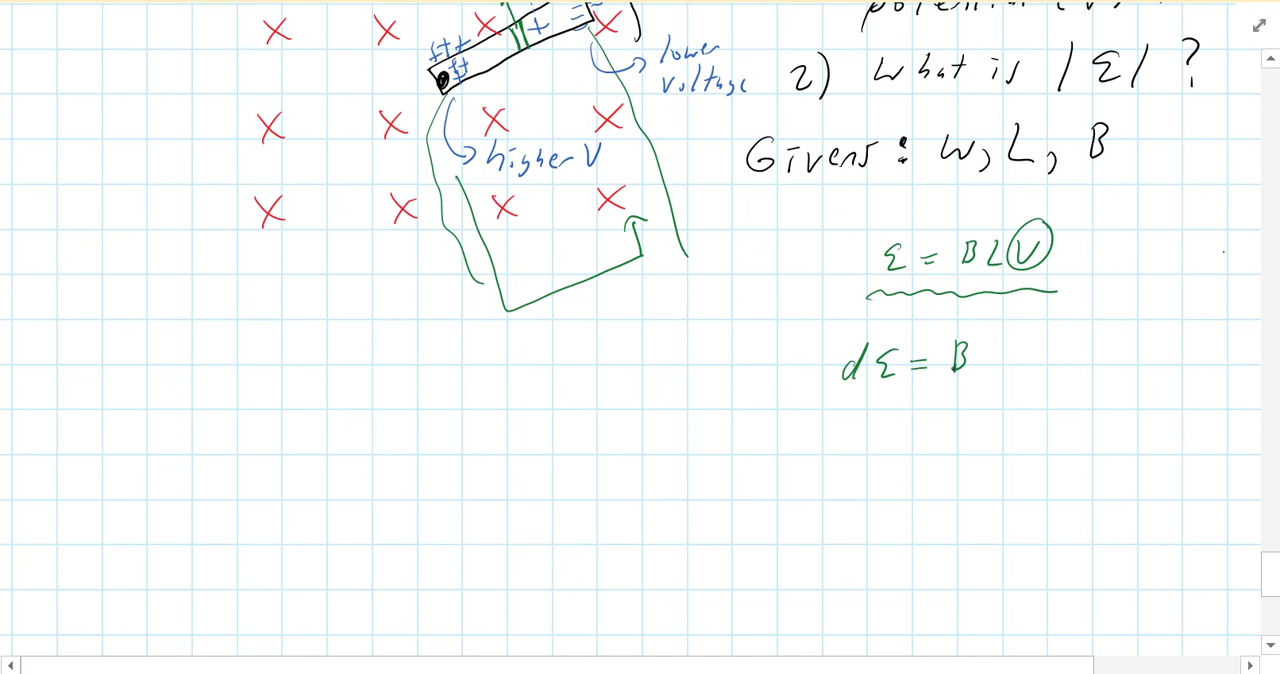 lower
voltage
higher V
2) What is |ε| ?
Givens : w, L, B
ε = BLV
dε = B